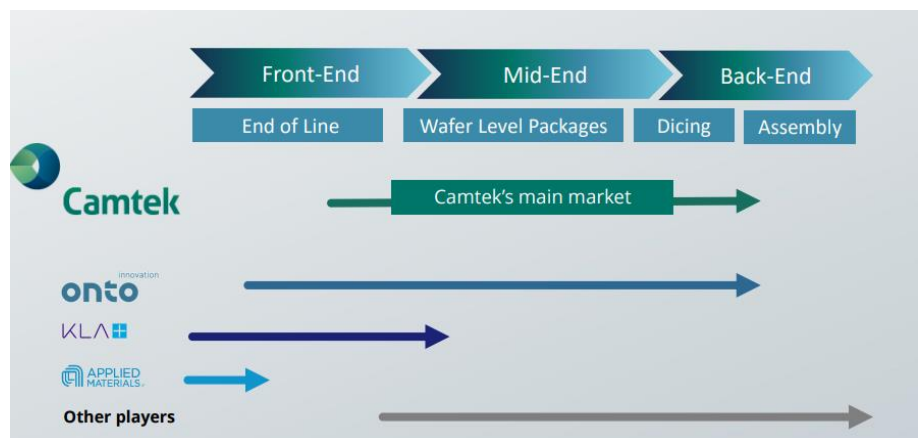 Front-End Mid-End Back-End
End of Line Wafer Level Packages Dicing Assembly
Camtek
Camtek's main market
innovation
onto
KLA
APPLIED
MATERIALS
Other players